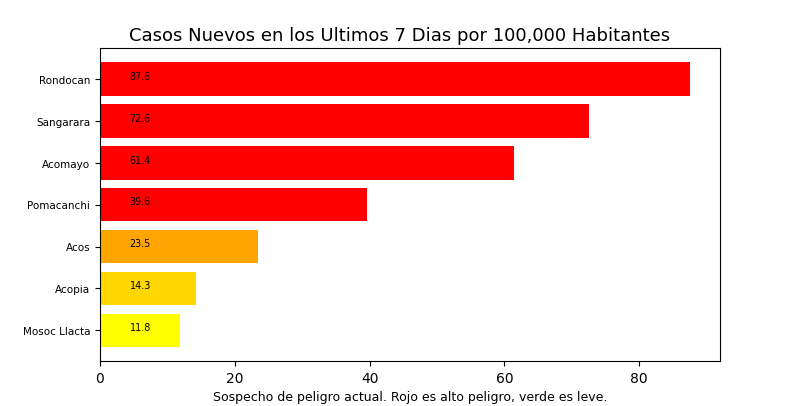 Casos Nuevos en los Ultimos 7 Dias por 100,000 Habitantes
Rondocan 87.6
Sangarara 72.6
Acomayo 61.4
Pomacanchi 39.6
Acos 23.5
Acopia 14.3
Mosoc Llacta 11.8
0 20 40 60 80
Sospecho de peligro actual. Rojo es alto peligro, verde es leve.